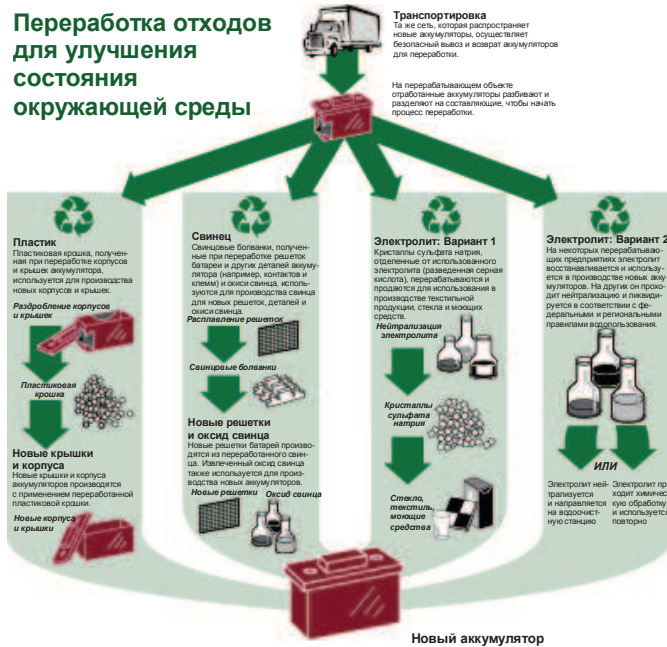 Переработка отходов
для улучшения
состояния
окружающей среды
Транспортировка
Та же сеть, которая распространяет
новые аккумуляторы, осуществляет
безопасный вывоз и возврат аккумуляторов
для переработки.
На перерабатывающем объекте
отработанные аккумуляторы разбивают и
разделяют на составляющие, чтобы начать
процесс переработки.
Пластик
Пластиковая крошка, получен-
ная при переработке корпусов
и крышек аккумулятора,
используется для производства
новых корпусов и крышек.
Раздробление корпусов
и крышек
Пластиковая
крошка
Новые крышки
и корпуса
Новые крышки и корпуса
аккумуляторов производятся
с применением переработанной
пластиковой крошки.
Новые корпуса
и крышки
Свинец
Свинцовые болванки, получен-
ные при переработке решеток
батареи и других деталей аккуму-
лятора (например, контактов и
клемм) и окиси свинца, исполь-
зуются для производства свинца
для новых решеток, деталей и
окиси свинца.
Расплавление решеток
Свинцовые болванки
Новые решетки
и оксид свинца
Новые решетки батарей произво-
дятся из переработанного свин-
ца. Извлеченный оксид свинца
также используется для произ-
водства новых аккумуляторов.
Новые решетки
Оксид свинца
Электролит: Вариант 1
Кристаллы сульфата натрия,
отделенные от использованного
электролита (разведенная серная
кислота), перерабатываются и
продаются для использования в
производстве текстильной
продукции, стекла и моющих
средств.
Нейтрализация
электролита
Кристаллы
сульфата
натрия
Стекло,
текстиль,
моющие
средства
Электролит: Вариант 2
На некоторых перерабатываю-
щих предприятиях электролит
восстанавливается и использу-
ется в производстве новых акку-
муляторов. На других он прохо-
дит нейтрализацию и ликвиди-
руется в соответствии с фе-
деральными и региональными
правилами водопользования.
ИЛИ
Электролит ней-
трализуется
и направляется
на водоочист-
ную станцию
Электролит про-
ходит химичес-
кую обработку
и используется
повторно
Новый аккумулятор